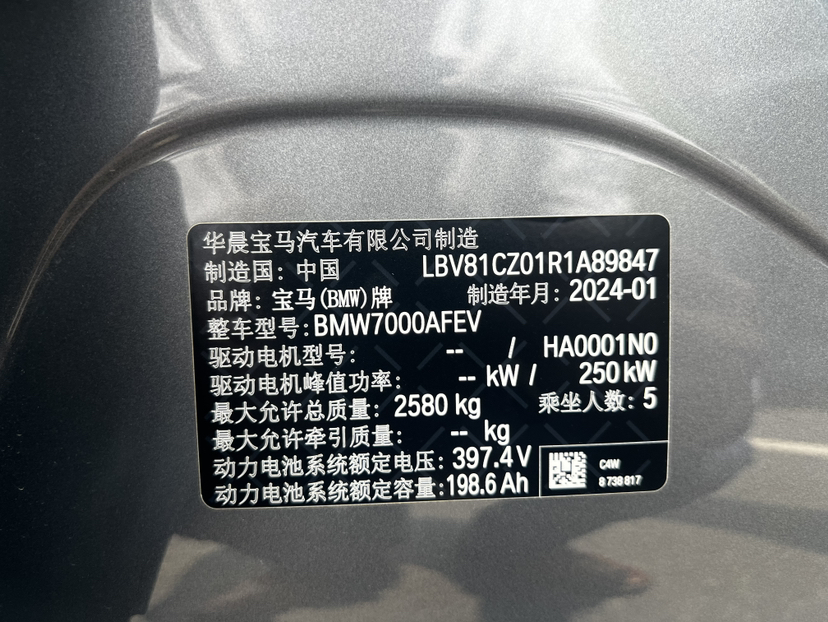 华晨宝马汽车有限公司制造
制造国: 中国 LBV81CZ01R1A89847
品牌: 宝马(BMW)牌 制造年月: 2024-01
整车型号: BMW7000AFEV
驱动电机型号: -- / HA0001N0
驱动电机峰值功率: -- kW / 250 kW
最大允许总质量: 2580 kg 乘坐人数: 5
最大允许牵引质量: -- kg
动力电池系统额定电压: 397.4 V
动力电池系统额定容量: 198.6 Ah
C4W
8 738 817